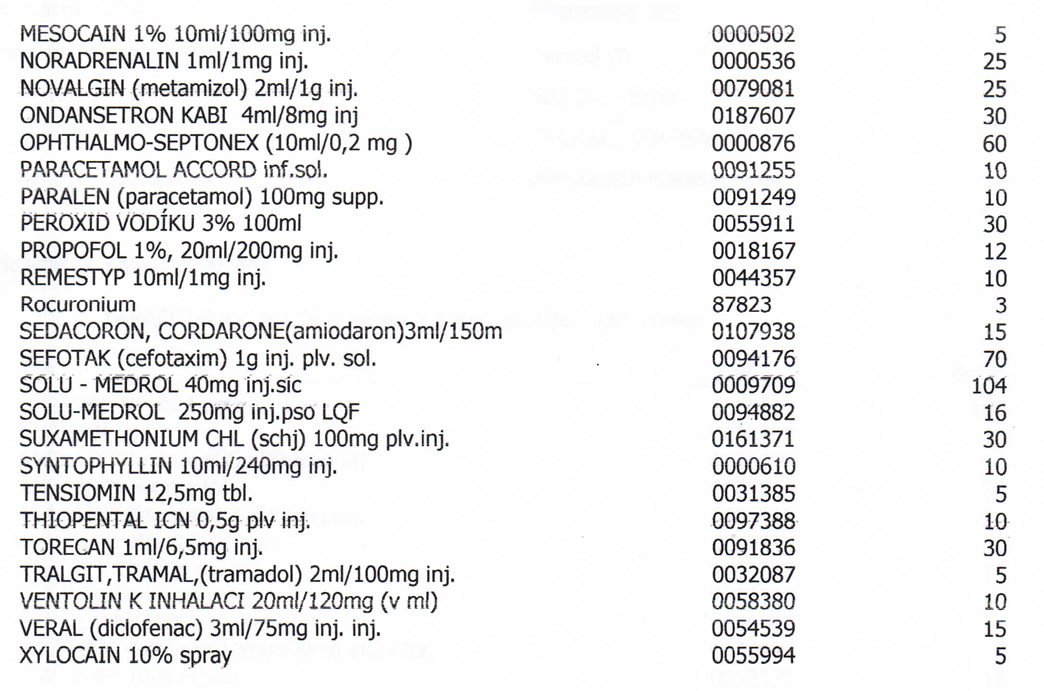 MESOCAIN 1% 10ml/100mg inj. 0000502 5
NORADRENALIN 1ml/1mg inj. 0000536 25
NOVALGIN (metamizol) 2ml/1g inj. 0079081 25
ONDANSETRON KABI 4ml/8mg inj 0187607 30
OPHTHALMO-SEPTONEX (10ml/0,2 mg ) 0000876 60
PARACETAMOL ACCORD inf.sol. 0091255 10
PARALEN (paracetamol) 100mg supp. 0091249 10
PEROXID VODÍKU 3% 100ml 0055911 30
PROPOFOL 1%, 20ml/200mg inj. 0018167 12
REMESTYP 10ml/1mg inj. 0044357 10
Rocuronium 87823 3
SEDACORON, CORDARONE(amiodaron)3ml/150m 0107938 15
SEFOTAK (cefotaxim) 1g inj. plv. sol. 0094176 70
SOLU - MEDROL 40mg inj.sic 0009709 104
SOLU-MEDROL 250mg inj.pso LQF 0094882 16
SUXAMETHONIUM CHL (schj) 100mg plv.inj. 0161371 30
SYNTOPHYLLIN 10ml/240mg inj. 0000610 10
TENSIOMIN 12,5mg tbl. 0031385 5
THIOPENTAL ICN 0,5g plv inj. 0097388 10
TORECAN 1ml/6,5mg inj. 0091836 30
TRALGIT,TRAMAL,(tramadol) 2ml/100mg inj. 0032087 5
VENTOLIN K INHALACI 20ml/120mg (v ml) 0058380 10
VERAL (diclofenac) 3ml/75mg inj. inj. 0054539 15
XYLOCAIN 10% spray 0055994 5